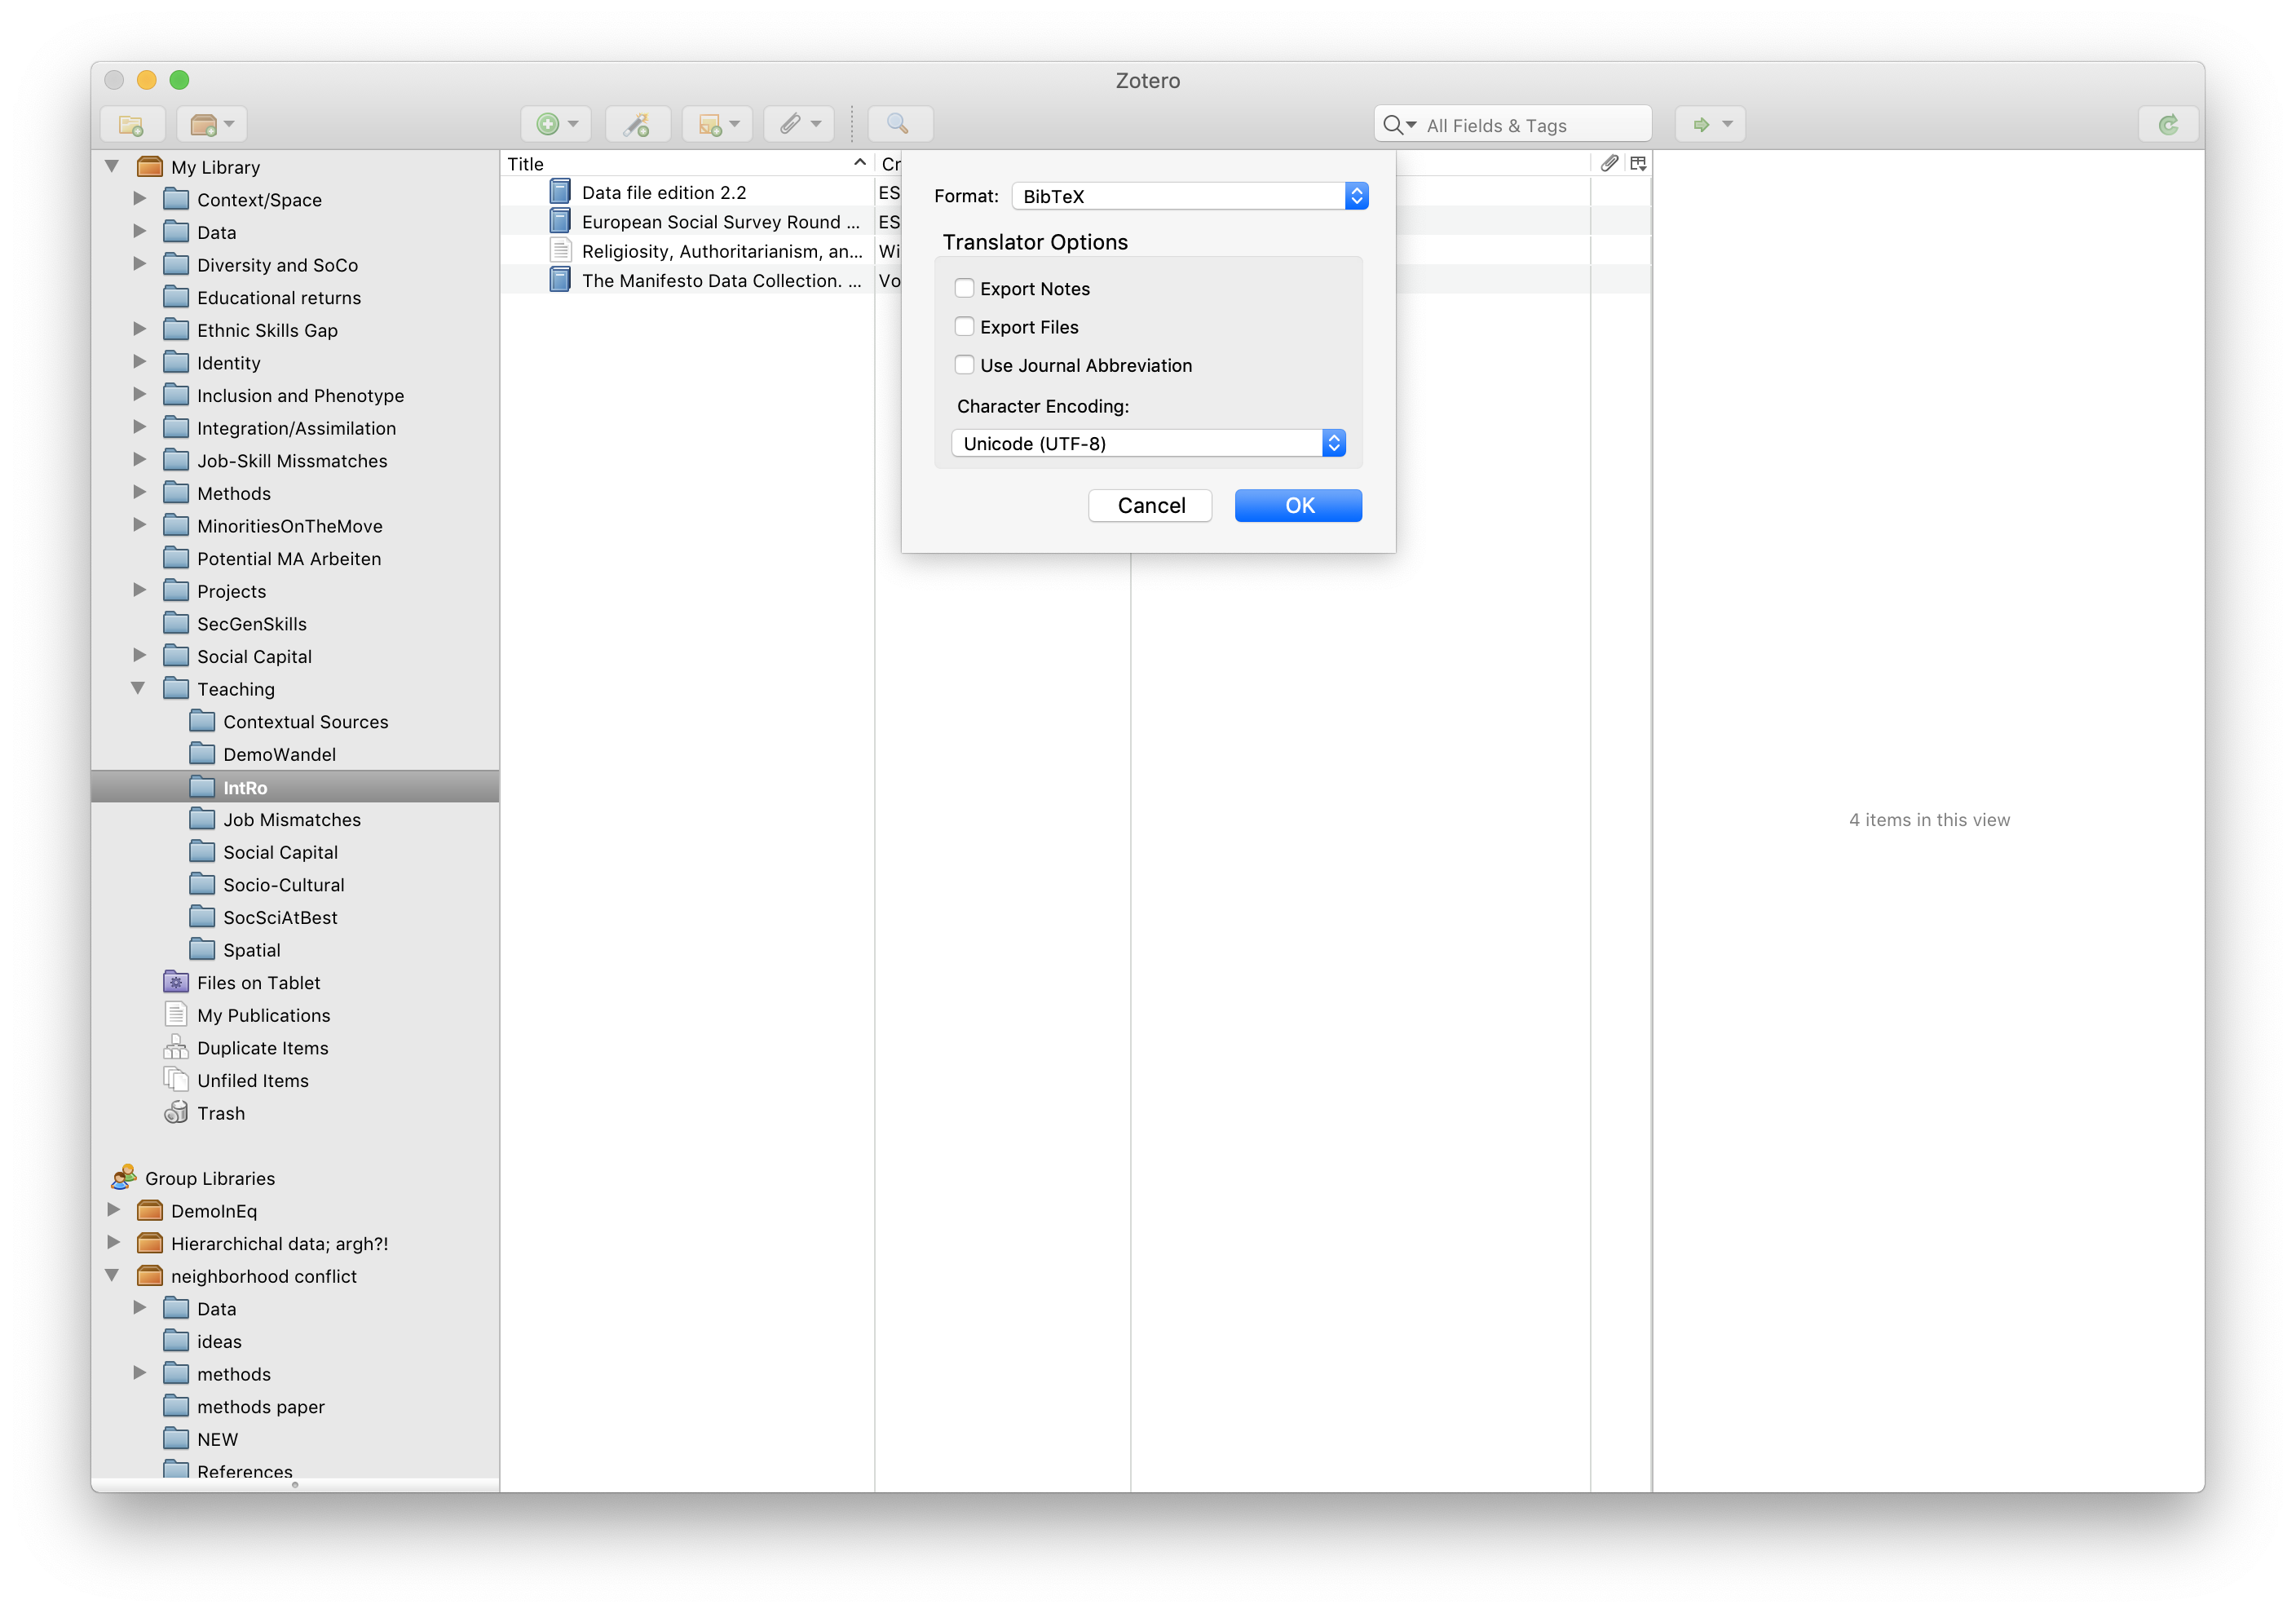 Zotero
All Fields & Tags
My Library
Context/Space
Data
Diversity and SoCo
Educational returns
Ethnic Skills Gap
Identity
Inclusion and Phenotype
Integration/Assimilation
Job-Skill Missmatches
Methods
MinoritiesOnTheMove
Potential MA Arbeiten
Projects
SecGenSkills
Social Capital
Teaching
Contextual Sources
DemoWandel
IntRo
Job Mismatches
Social Capital
Socio-Cultural
SocSciAtBest
Spatial
Files on Tablet
My Publications
Duplicate Items
Unfiled Items
Trash
Group Libraries
DemoInEq
Hierarchichal data; argh?!
neighborhood conflict
Data
ideas
methods
methods paper
NEW
References
Title Cr
Data file edition 2.2 ES
European Social Survey Round ... ES
Religiosity, Authoritarianism, an... Wi
The Manifesto Data Collection. ... Vo
Format: BibTeX
Translator Options
Export Notes
Export Files
Use Journal Abbreviation
Character Encoding:
Unicode (UTF-8)
Cancel OK
4 items in this view